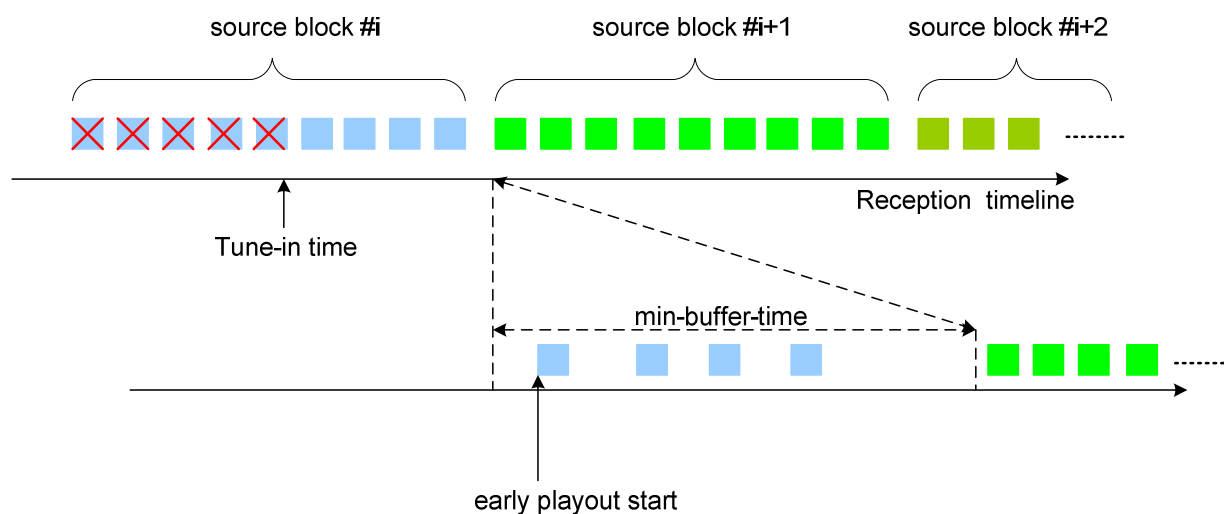 source block #i
source block #i+1
source block #i+2
Reception timeline
Tune-in time
min-buffer-time
early playout start